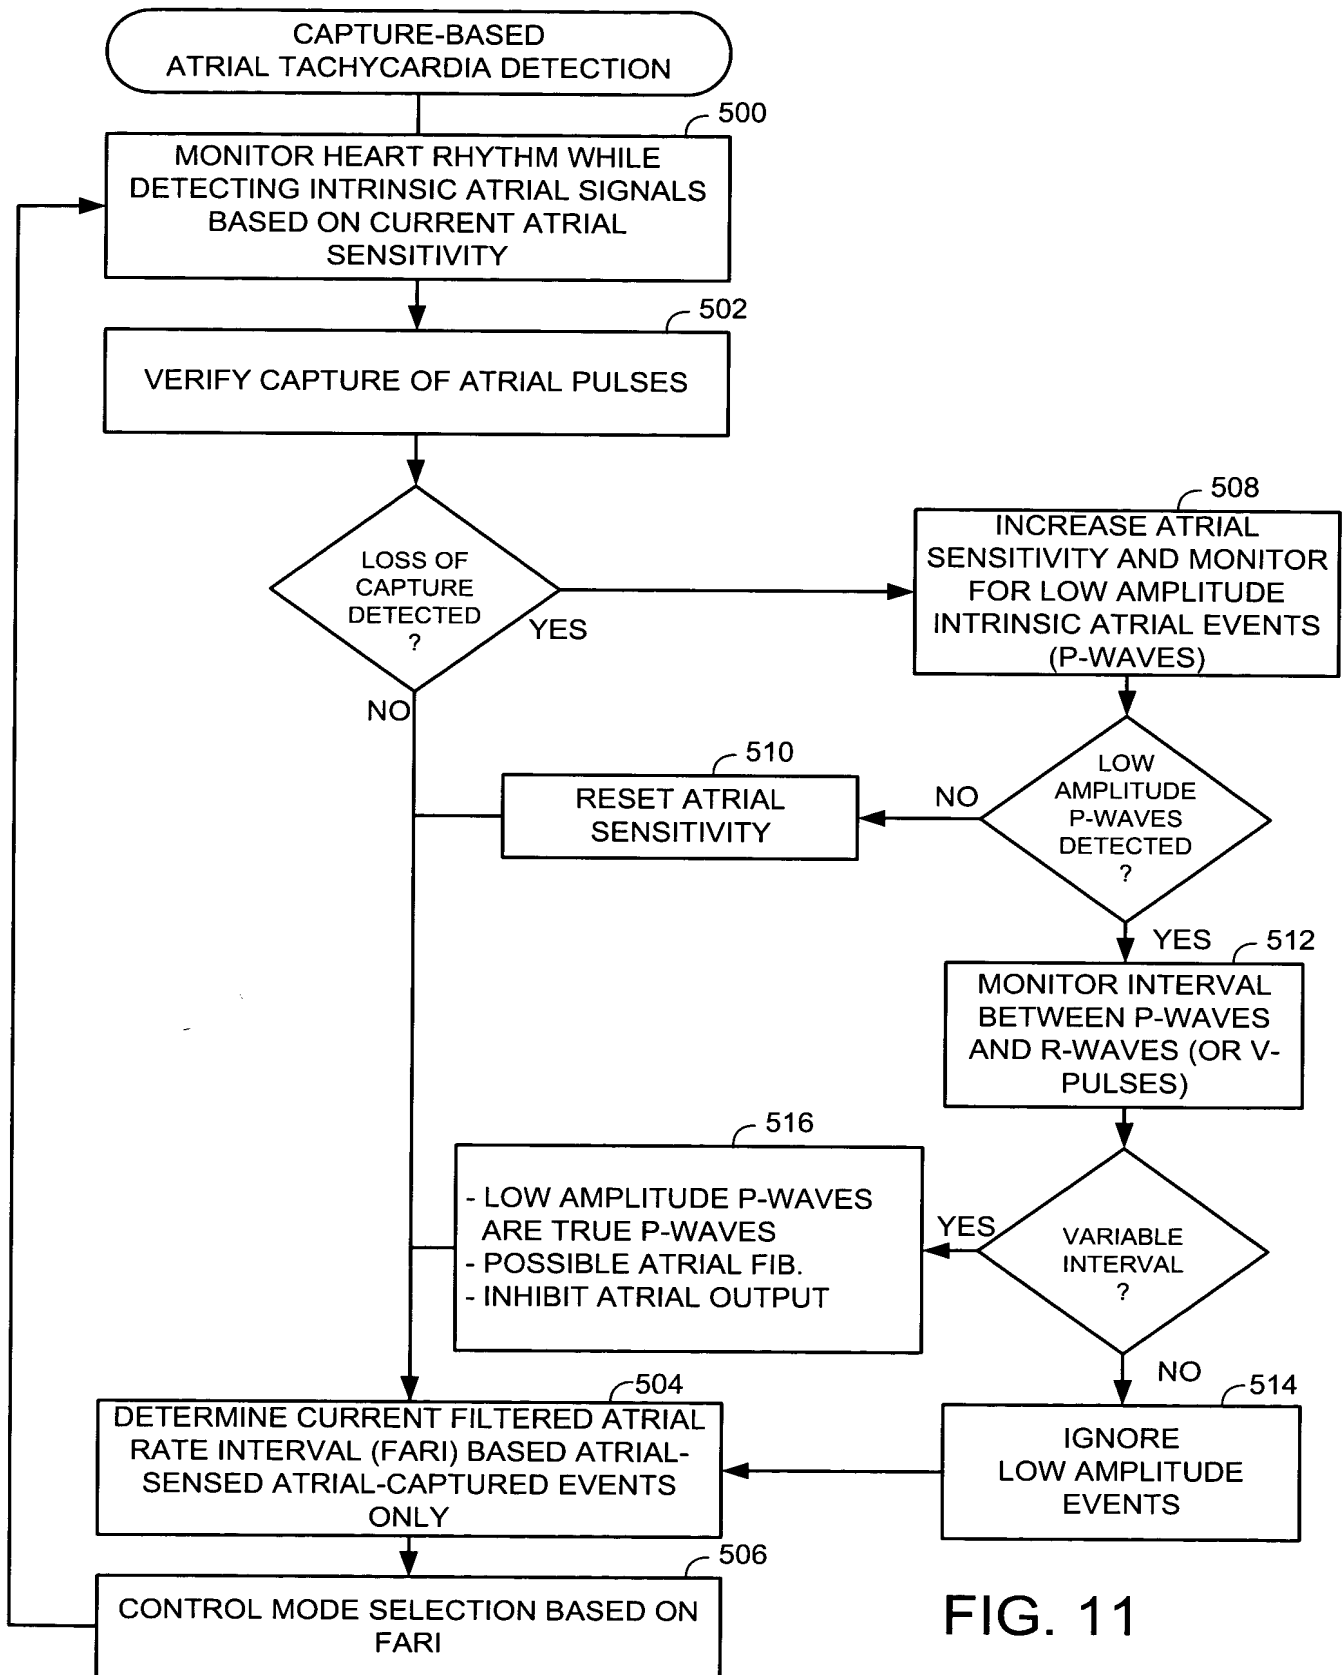 CAPTURE-BASED
ATRIAL TACHYCARDIA DETECTION
500
MONITOR HEART RHYTHM WHILE
DETECTING INTRINSIC ATRIAL SIGNALS
BASED ON CURRENT ATRIAL
SENSITIVITY
502
VERIFY CAPTURE OF ATRIAL PULSES
LOSS OF
CAPTURE
DETECTED
?
YES
NO
508
INCREASE ATRIAL
SENSITIVITY AND MONITOR
FOR LOW AMPLITUDE
INTRINSIC ATRIAL EVENTS
(P-WAVES)
LOW
AMPLITUDE
P-WAVES
DETECTED
?
NO
510
RESET ATRIAL
SENSITIVITY
YES
512
MONITOR INTERVAL
BETWEEN P-WAVES
AND R-WAVES (OR V-
PULSES)
VARIABLE
INTERVAL
?
YES
516
- LOW AMPLITUDE P-WAVES
ARE TRUE P-WAVES
- POSSIBLE ATRIAL FIB.
- INHIBIT ATRIAL OUTPUT
NO
514
IGNORE
LOW AMPLITUDE
EVENTS
504
DETERMINE CURRENT FILTERED ATRIAL
RATE INTERVAL (FARI) BASED ATRIAL-
SENSED ATRIAL-CAPTURED EVENTS
ONLY
506
CONTROL MODE SELECTION BASED ON
FARI
FIG. 11